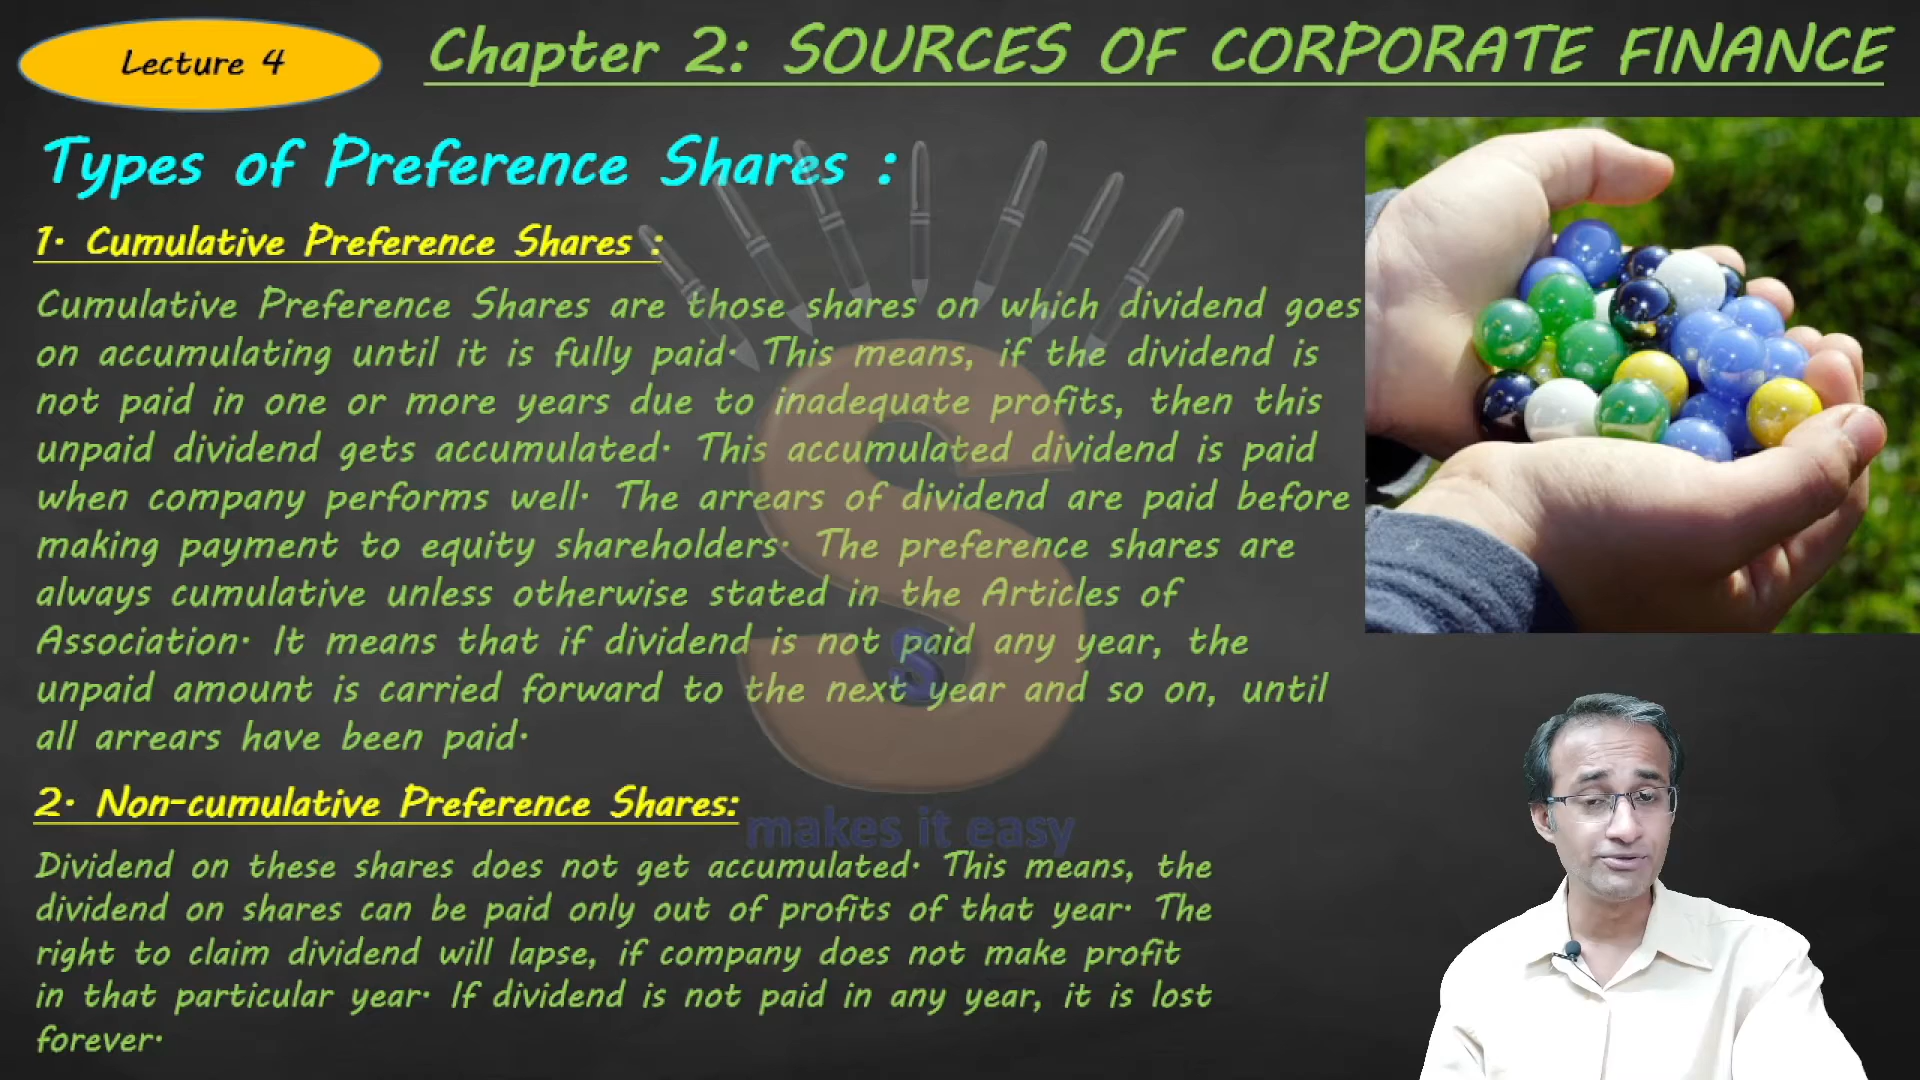 Lecture 4
Chapter 2: SOURCES OF CORPORATE FINANCE
Types of Preference Shares :
1. Cumulative Preference Shares :
Cumulative Preference Shares are those shares on which dividend goes
on accumulating until it is fully paid. This means, if the dividend is
not paid in one or more years due to inadequate profits, then this
unpaid dividend gets accumulated. This accumulated dividend is paid
when company performs well. The arrears of dividend are paid before
making payment to equity shareholders. The preference shares are
always cumulative unless otherwise stated in the Articles of
Association. It means that if dividend is not paid any year, the
unpaid amount is carried forward to the next year and so on, until
all arrears have been paid.
2. Non-cumulative Preference Shares:
makes it easy
Dividend on these shares does not get accumulated. This means, the
dividend on shares can be paid only out of profits of that year. The
right to claim dividend will lapse, if company does not make profit
in that particular year. If dividend is not paid in any year, it is lost
forever.
S
S